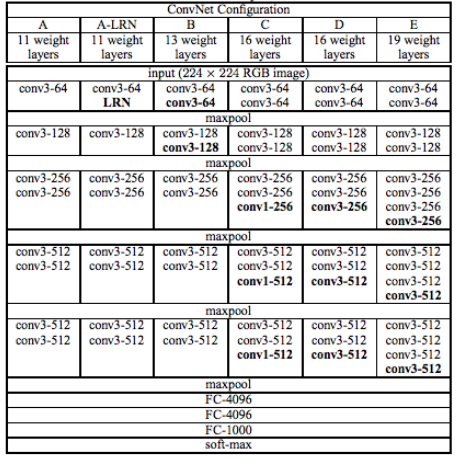 ConvNet Configuration
A A-LRN B C D E
11 weight 11 weight 13 weight 16 weight 16 weight 19 weight
layers layers layers layers layers layers
input (224 × 224 RGB image)
conv3-64 conv3-64 conv3-64 conv3-64 conv3-64 conv3-64
LRN conv3-64 conv3-64 conv3-64 conv3-64
maxpool
conv3-128 conv3-128 conv3-128 conv3-128 conv3-128 conv3-128
conv3-128 conv3-128 conv3-128 conv3-128
maxpool
conv3-256 conv3-256 conv3-256 conv3-256 conv3-256 conv3-256
conv3-256 conv3-256 conv3-256 conv3-256 conv3-256 conv3-256
conv1-256 conv3-256 conv3-256
conv3-256
maxpool
conv3-512 conv3-512 conv3-512 conv3-512 conv3-512 conv3-512
conv3-512 conv3-512 conv3-512 conv3-512 conv3-512 conv3-512
conv1-512 conv3-512 conv3-512
conv3-512
maxpool
conv3-512 conv3-512 conv3-512 conv3-512 conv3-512 conv3-512
conv3-512 conv3-512 conv3-512 conv3-512 conv3-512 conv3-512
conv1-512 conv3-512 conv3-512
conv3-512
maxpool
FC-4096
FC-4096
FC-1000
soft-max